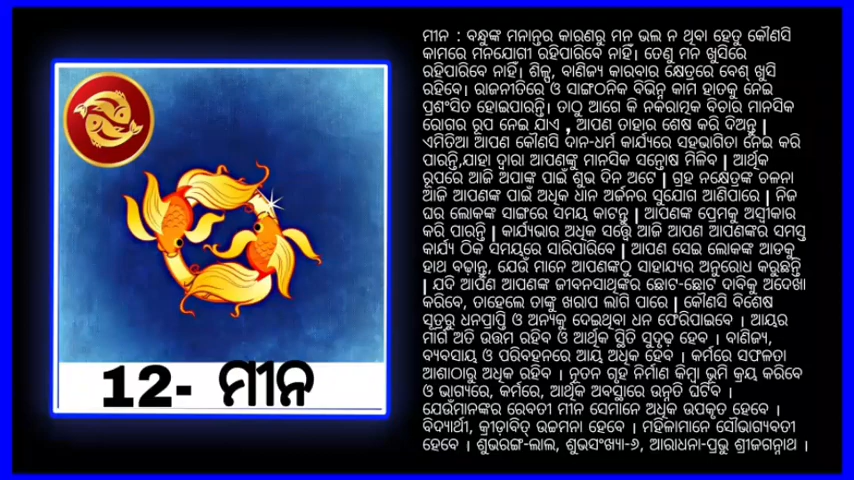 12- ମୀନ
ମୀନ : ବନ୍ଧୁଙ୍କ ମନାନ୍ତର କାରଣରୁ ମନ ଭଲ ନ ଥିବା ହେତୁ କୌଣସି
କାମରେ ମନଯୋଗୀ ରହିପାରିବେ ନାହିଁ। ତେଣୁ ମନ ଖୁସିରେ
ରହିପାରିବେ ନାହିଁ। ଶିଳ୍ପ, ବାଣିଜ୍ୟ କାରବାର କ୍ଷେତ୍ରରେ ବେଶ୍ ଖୁସି
ରହିବେ। ରାଜନୀତିରେ ଓ ସାଙ୍ଗଠନିକ ବିଭିନ୍ନ କାମ ହାତକୁ ନେଇ
ପ୍ରଶଂସିତ ହୋଇପାରନ୍ତି। ତାଠୁ ଆଗେ କି ନକରାତ୍ମକ ବିଚାର ମାନସିକ
ରୋଗର ରୂପ ନେଇ ଯାଏ , ଆପଣ ତାହାର ଶେଷ କରି ଦିଅନ୍ତୁ |
ଏମିତିଆ ଆପଣ କୌଣସି ଦାନ-ଧର୍ମ କାର୍ଯ୍ୟରେ ସହଭାଗିତା ନେଇ କରି
ପାରନ୍ତି,ଯାହା ଦ୍ୱାରା ଆପଣଙ୍କୁ ମାନସିକ ସନ୍ତୋଷ ମିଳିବ | ଆର୍ଥିକ
ରୂପରେ ଆଜି ଅପାଙ୍କ ପାଇଁ ଶୁଭ ଦିନ ଅଟେ | ଗ୍ରହ ନକ୍ଷେତ୍ରଙ୍କ ଚଳନା
ଆଜି ଆପଣଙ୍କ ପାଇଁ ଅଧିକ ଧାନ ଅର୍ଜନର ସୁଯୋଗ ଆଣିପାରେ | ନିଜ
ଘର ଲୋକଙ୍କ ସାଙ୍ଗରେ ସମୟ କାଟନ୍ତୁ | ଆପଣଙ୍କ ପ୍ରେମକୁ ଅସ୍ୱୀକାର
କରି ପାରନ୍ତି | କାର୍ଯ୍ୟଭାର ଅଧିକ ସତ୍ତ୍ୱେ ଆଜି ଆପଣ ଆପଣଙ୍କର ସମସ୍ତ
କାର୍ଯ୍ୟ ଠିକ ସମୟରେ ସାରିପାରିବେ | ଆପଣ ସେଇ ଲୋକଙ୍କ ଆଡକୁ
ହାଥ ବଢ଼ାନ୍ତୁ, ଯେଉଁ ମାନେ ଆପଣଙ୍କଠୁ ସାହାଯ୍ୟର ଅନୁରୋଧ କରୁଛନ୍ତି
| ଯଦି ଆପଣ ଆପଣଙ୍କ ଜୀବନସାଥିଙ୍କର ଛୋଟ-ଛୋଟ ଦାବିକୁ ଅଦେଖା
କରିବେ, ତାହେଲେ ତାଙ୍କୁ ଖରାପ ଲାଗି ପାରେ | କୌଣସି ବିଶେଷ
ସୂତ୍ରରୁ ଧନପ୍ରାପ୍ତି ଓ ଅନ୍ୟକୁ ଦେଇଥିବା ଧନ ଫେରିପାଇବେ । ଆୟର
ମାର୍ଗ ଅତି ଉତ୍ତମ ରହିବ ଓ ଆର୍ଥିକ ସ୍ଥିତି ସୁଦୃଢ଼ ହେବ । ବାଣିଜ୍ୟ,
ବ୍ୟବସାୟ ଓ ପରିବହନରେ ଆୟ ଅଧିକ ହେବ । କର୍ମରେ ସଫଳତା
ଆଶାଠାରୁ ଅଧିକ ରହିବ । ନୂତନ ଗୃହ ନିର୍ମାଣ କିମ୍ବା ଭୂମି କ୍ରୟ କରିବେ
ଓ ଭାଗ୍ୟରେ, କର୍ମରେ, ଆର୍ଥିକ ଅବସ୍ଥାରେ ଉନ୍ନତି ଘଟିବ ।
ଯେଉଁମାନଙ୍କର ରେବତୀ ମୀନ ସେମାନେ ଅଧିକ ଉପକୃତ ହେବେ ।
ବିଦ୍ୟାର୍ଥୀ, କ୍ରୀଡ଼ାବିତ୍ ଉଚ୍ଚମନା ହେବେ । ମହିଳାମାନେ ସୌଭାଗ୍ୟବତୀ
ହେବେ । ଶୁଭରଙ୍ଗ-ଲାଲ, ଶୁଭସଂଖ୍ୟା-୬, ଆରାଧନା-ପ୍ରଭୁ ଶ୍ରୀଜଗନ୍ନାଥ ।